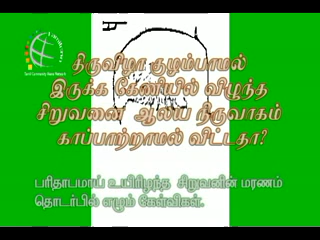 திருவிழா குழம்பாமல்
இருக்க கேணியில் விழுந்த
சிறுவனை ஆலய நிருவாகம்
காப்பாற்றாமல் விட்டதா?
பரிதாபமாய் உயிரிழந்த சிறுவனின் மரணம்
தொடர்பில் எழும் கேள்விகள்.